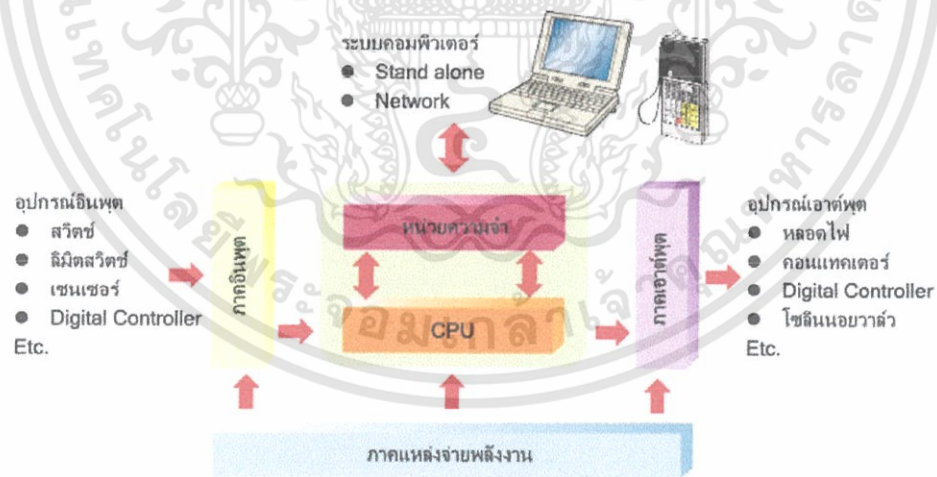 ระบบคอมพิวเตอร์
● Stand alone
● Network
อุปกรณ์อินพุต
● สวิตช์
● ลิมิตสวิตช์
● เซนเซอร์
● Digital Controller
Etc.
ภาคอินพุต
หน่วยความจำ
CPU
ภาคเอาต์พุต
อุปกรณ์เอาต์พุต
● หลอดไฟ
● คอนแทคเตอร์
● Digital Controller
● โซลินนอยวาล์ว
Etc.
ภาคแหล่งจ่ายพลังงาน